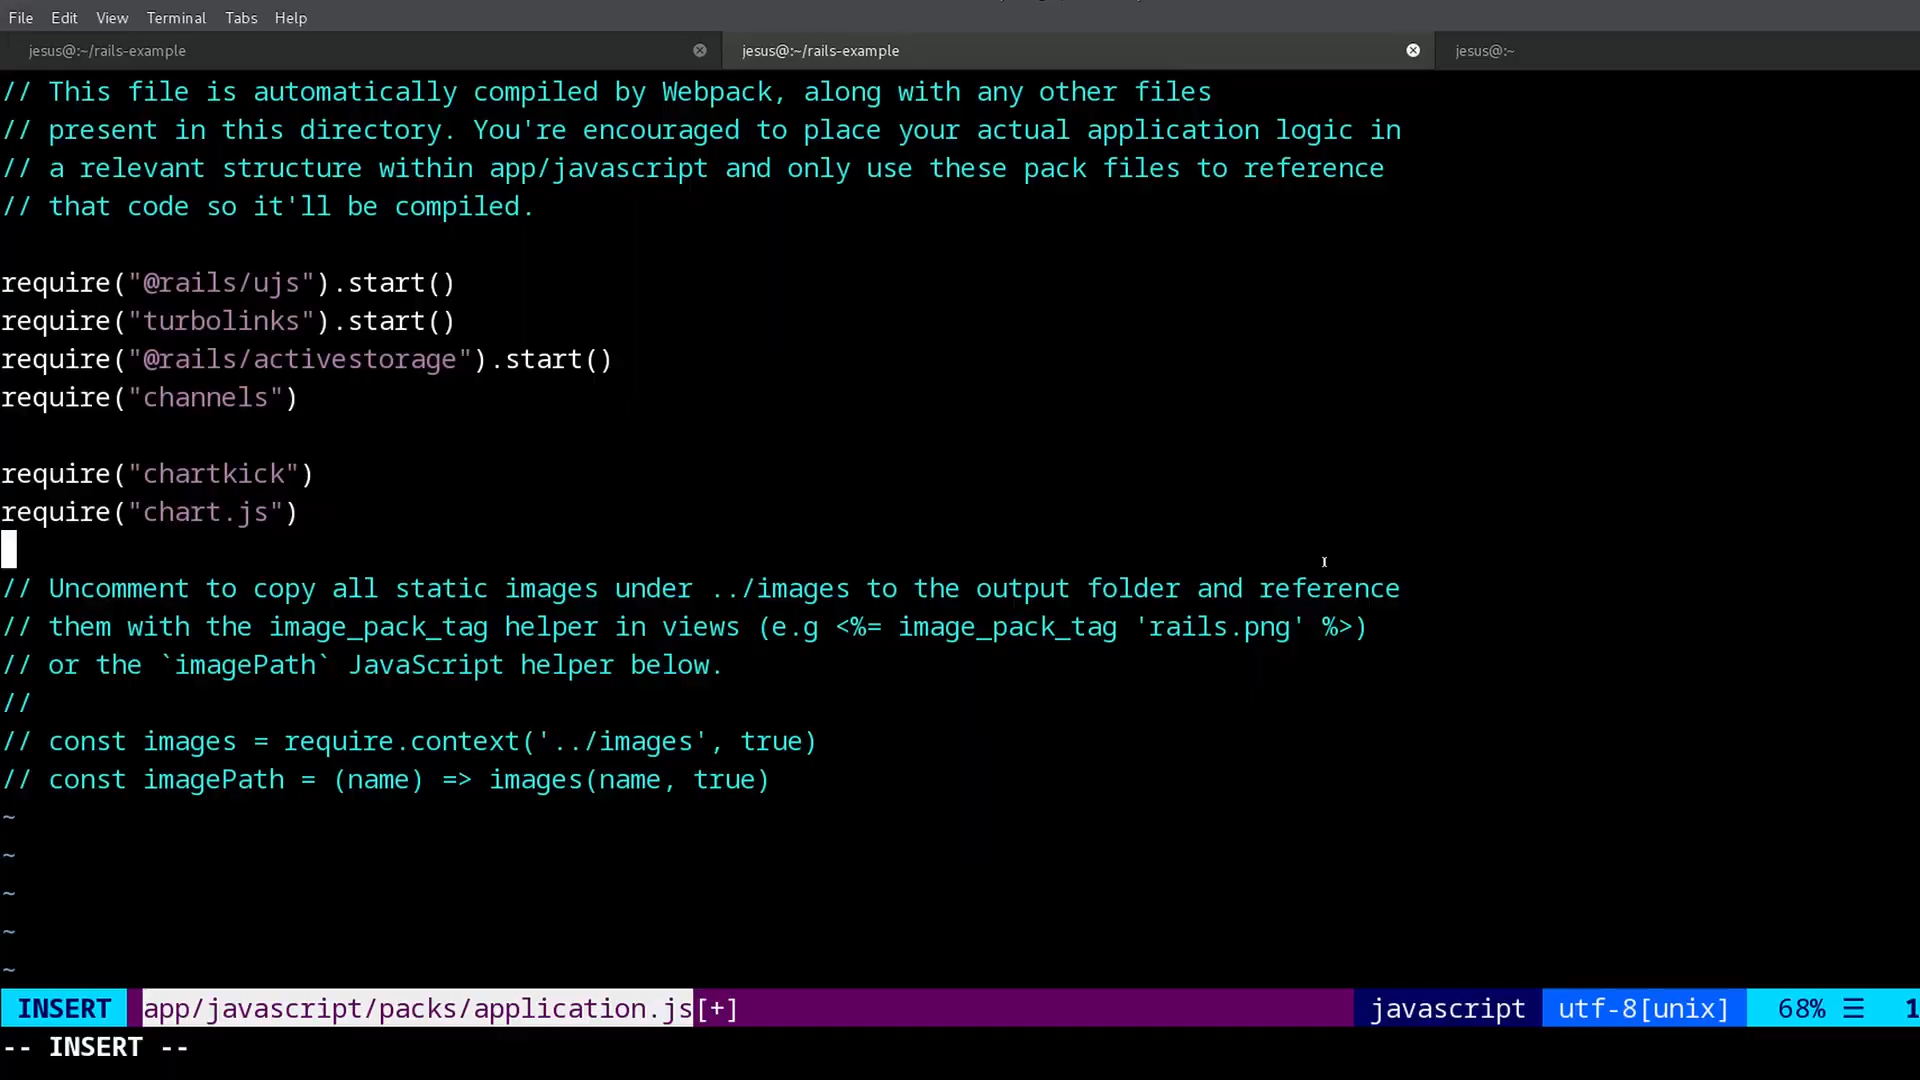 File Edit View Terminal Tabs Help
jesus@:~/rails-example jesus@:~/rails-example jesus@:~
// This file is automatically compiled by Webpack, along with any other files
// present in this directory. You're encouraged to place your actual application logic in
// a relevant structure within app/javascript and only use these pack files to reference
// that code so it'll be compiled.
require("@rails/ujs").start()
require("turbolinks").start()
require("@rails/activestorage").start()
require("channels")
require("chartkick")
require("chart.js")
// Uncomment to copy all static images under ../images to the output folder and reference
// them with the image_pack_tag helper in views (e.g <%= image_pack_tag 'rails.png' %>)
// or the `imagePath` JavaScript helper below.
//
// const images = require.context('../images', true)
// const imagePath = (name) => images(name, true)
~
~
~
~
~
INSERT app/javascript/packs/application.js[+] javascript utf-8[unix] 68% ☰ 1
-- INSERT --